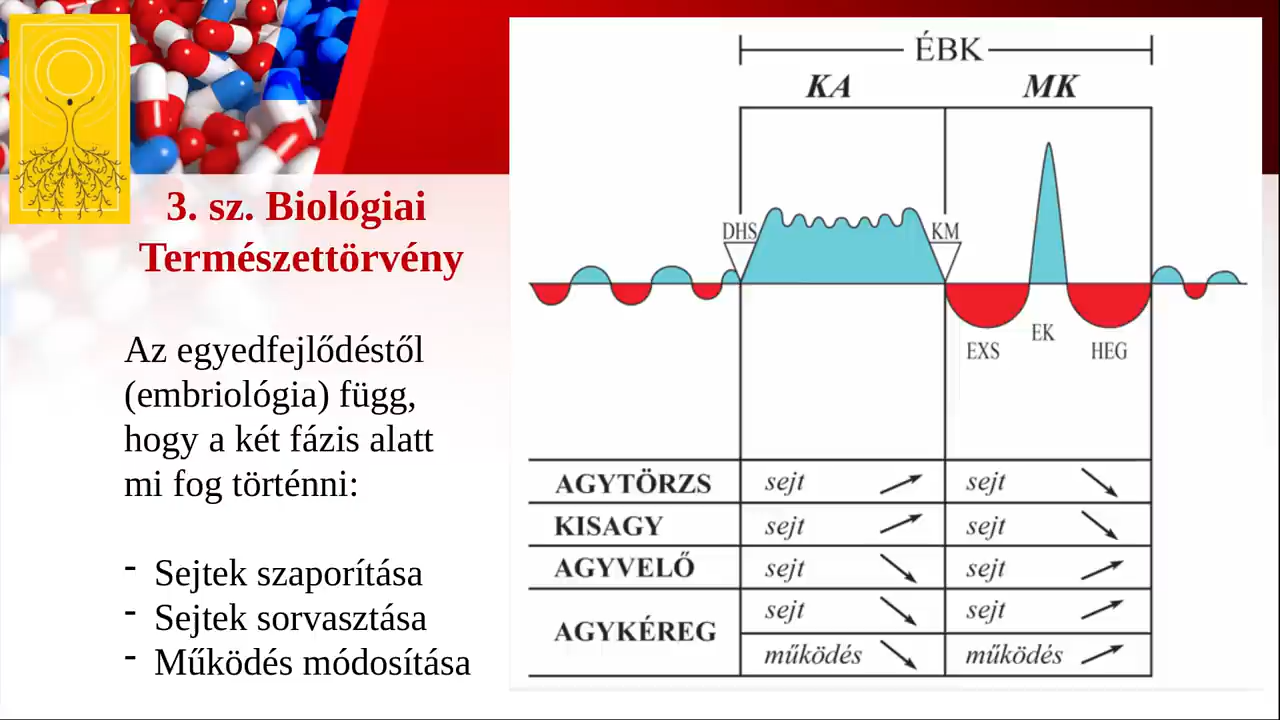 3. sz. Biológiai
Természettörvény
Az egyedfejlődéstől
(embriológia) függ,
hogy a két fázis alatt
mi fog történni:
- Sejtek szaporítása
- Sejtek sorvasztása
- Működés módosítása
ÉBK
KA MK
DHS KM
EK
EXS HEG
AGYTÖRZS sejt sejt
KISAGY sejt sejt
AGYVELŐ sejt sejt
AGYKÉREG sejt sejt
működés működés